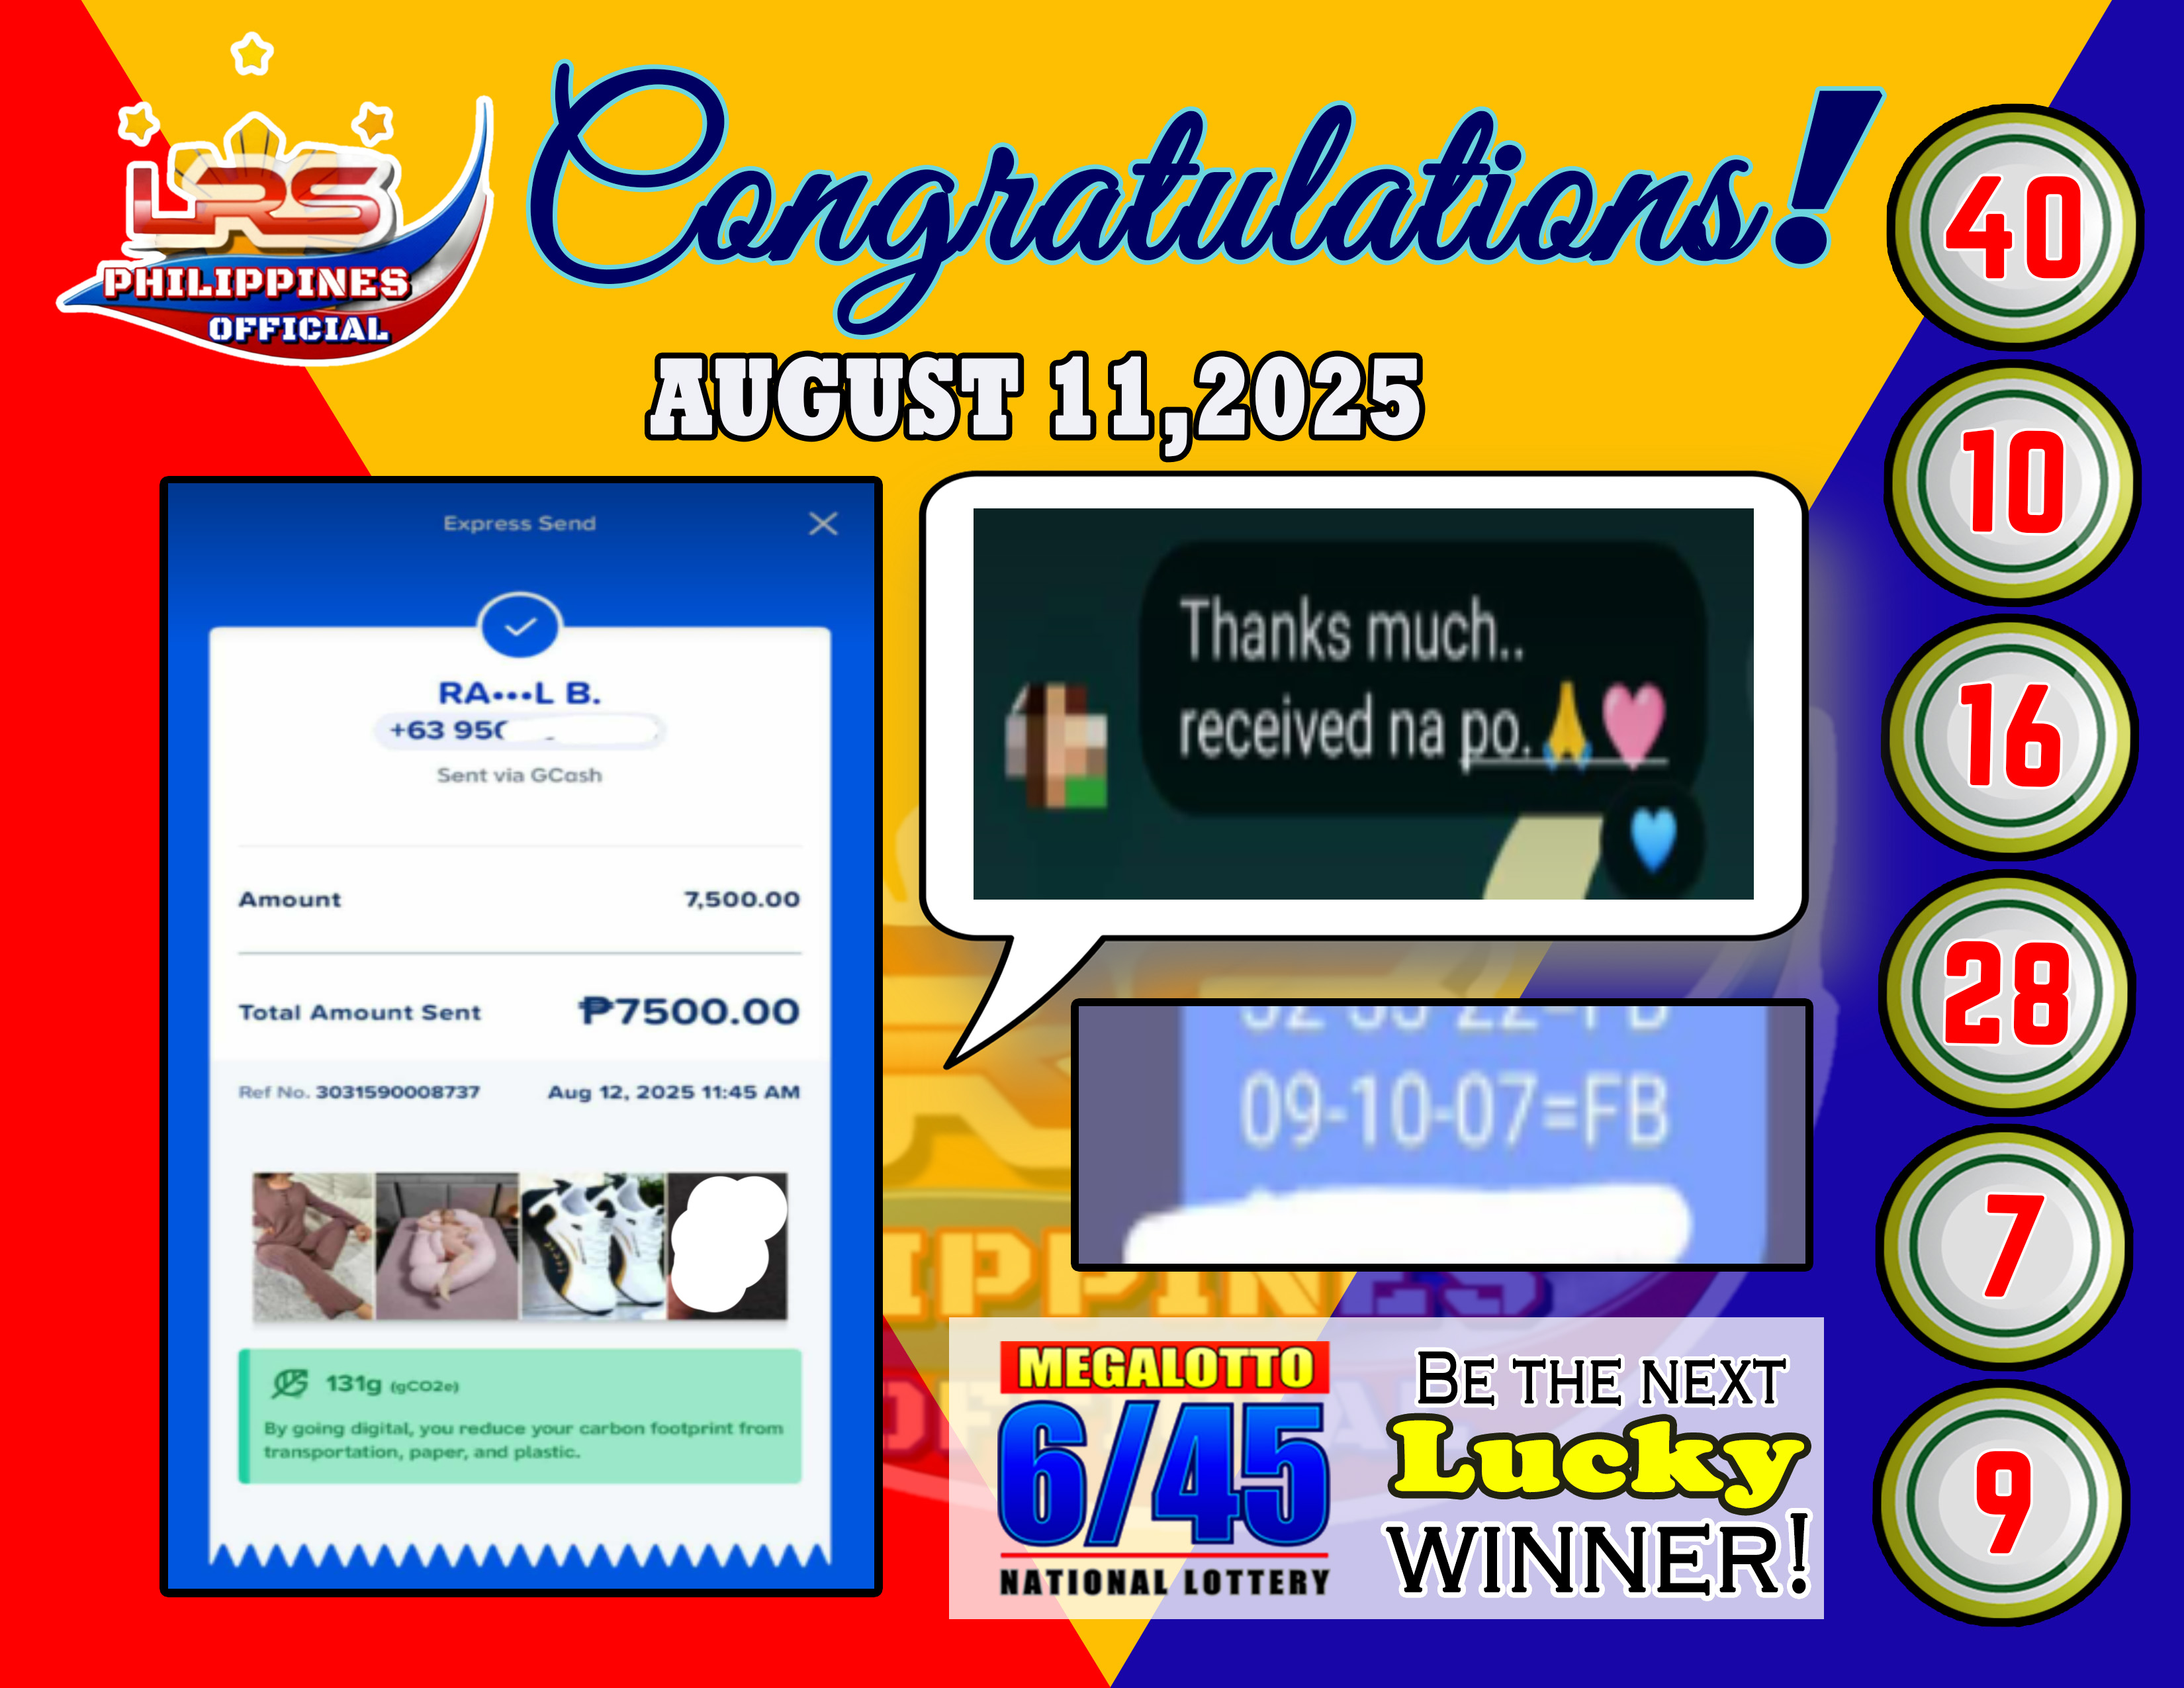 LRS
PHILIPPINES
OFFICIAL
Congratulations!
AUGUST 11,2025
Express Send
RA•••L B.
+63 950
Sent via GCash
Amount 7,500.00
Total Amount Sent ₱7500.00
Ref No. 3031590008737 Aug 12, 2025 11:45 AM
131g (gCO2e)
By going digital, you reduce your carbon footprint from
transportation, paper, and plastic.
Thanks much..
received na po.🙏🩷
09-10-07=FB
MEGALOTTO
6/45
NATIONAL LOTTERY
BE THE NEXT
Lucky
WINNER!
40
10
16
28
7
9